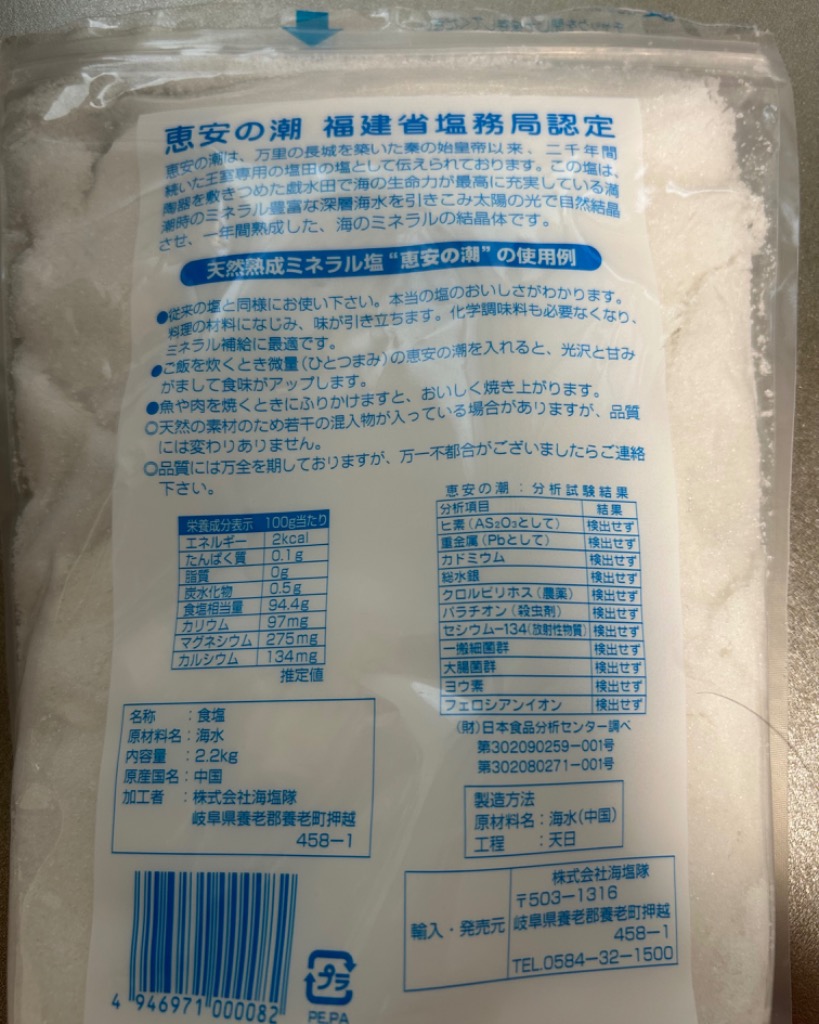 恵安の潮 福建省塩務局認定
恵安の潮は、万里の長城を築いた秦の始皇帝以来、二千年間
続いた王室専用の塩田の塩として伝えられております。この塩は、
陶器を敷きつめた戯水田で海の生命力が最高に充実している満
潮時のミネラル豊富な深層海水を引きこみ太陽の光で自然結晶
させ、一年間熟成した、海のミネラルの結晶体です。
天然熟成ミネラル塩“恵安の潮”の使用例
●従来の塩と同様にお使い下さい。本当の塩のおいしさがわかります。
料理の材料になじみ、味が引き立ちます。化学調味料も必要なくなり、
ミネラル補給に最適です。
●ご飯を炊くとき微量(ひとつまみ)の恵安の潮を入れると、光沢と甘み
がまして食味がアップします。
●魚や肉を焼くときにふりかけますと、おいしく焼き上がります。
◎天然の素材のため若干の混入物が入っている場合がありますが、品質
には変わりありません。
◎品質には万全を期しておりますが、万一不都合がございましたらご連絡
下さい。
栄養成分表示 100g当たり
エネルギー 2kcal
たんぱく質 0.1g
脂質 0g
炭水化物 0.5g
食塩相当量 94.4g
カリウム 97mg
マグネシウム 275mg
カルシウム 134mg
推定値
恵安の潮：分析試験結果
分析項目 結果
ヒ素(AS₂O₃として) 検出せず
重金属(Pbとして) 検出せず
カドミウム 検出せず
総水銀 検出せず
クロルピリホス(農薬) 検出せず
パラチオン(殺虫剤) 検出せず
セシウム-134(放射性物質) 検出せず
一般細菌群 検出せず
大腸菌群 検出せず
ヨウ素 検出せず
フェロシアンイオン 検出せず
(財)日本食品分析センター調べ
第302090259-001号
第302080271-001号
名称 ：食塩
原材料名：海水
内容量 ：2.2kg
原産国名：中国
加工者 ：株式会社海塩隊
岐阜県養老郡養老町押越
458-1
製造方法
原材料名：海水(中国)
工程 ：天日
輸入・発売元
株式会社海塩隊
〒503-1316
岐阜県養老郡養老町押越
458-1
TEL.0584-32-1500
4 946971 000082
プラ
PE,PA